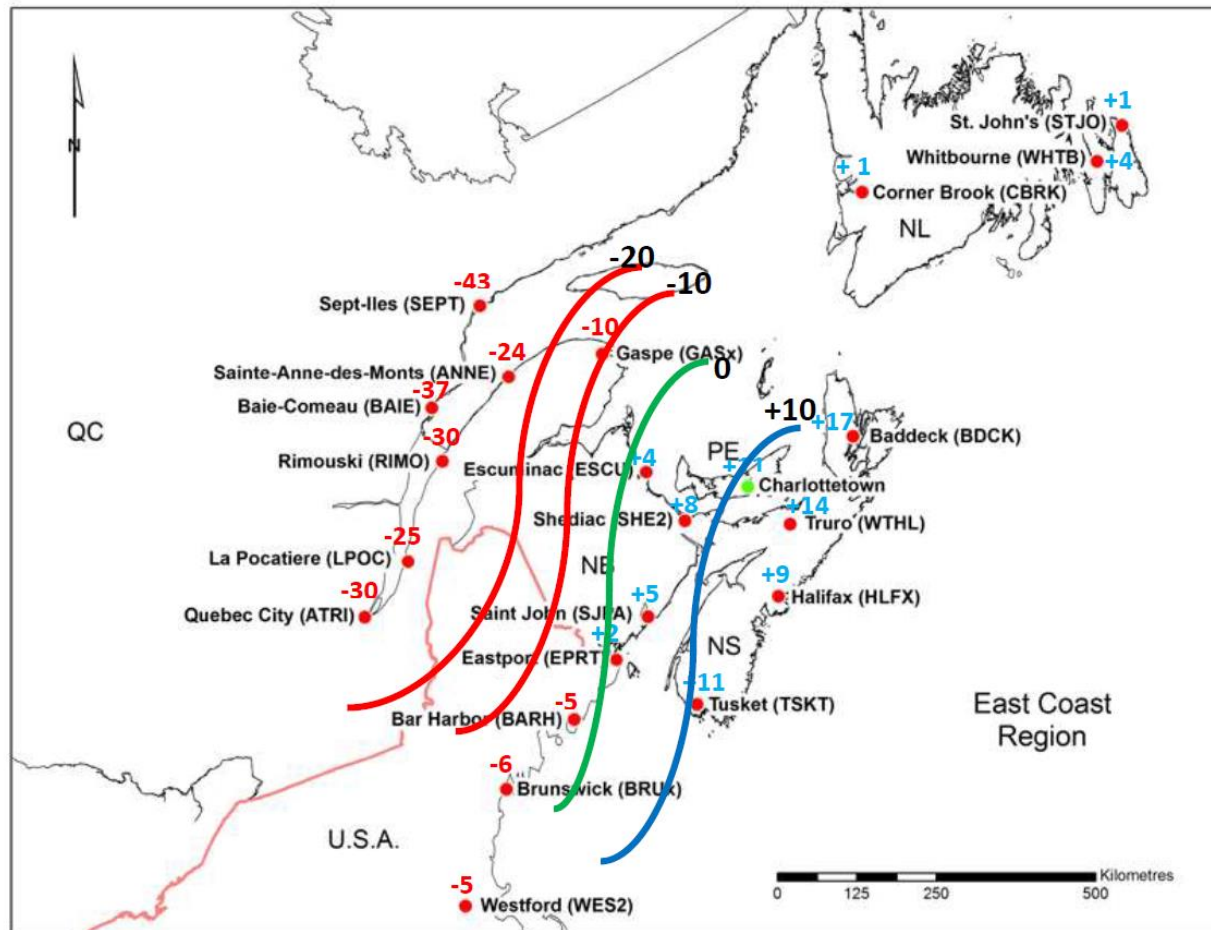 N
+1
St. John's (STJO)
Whitbourne (WHTB)
+4
+ 1
Corner Brook (CBRK)
NL
-20
-10
-43
Sept-Iles (SEPT)
-10
Gaspe (GASx)
-24
Sainte-Anne-des-Monts (ANNE)
0
-37
Baie-Comeau (BAIE)
QC
+10
+17
Baddeck (BDCK)
-30
Rimouski (RIMO)
PE
+4
Escuminac (ESCU)
Charlottetown
+8
Shediac (SHE2)
+14
Truro (WTHL)
-25
La Pocatiere (LPOC)
NB
-30
Quebec City (ATRI)
+5
Saint John (SJPA)
+9
Halifax (HLFX)
+2
Eastport (EPRT)
NS
+11
Tusket (TSKT)
-5
Bar Harbor (BARH)
East Coast
Region
-6
Brunswick (BRUx)
U.S.A.
-5
Westford (WES2)
Kilometres
0 125 250 500